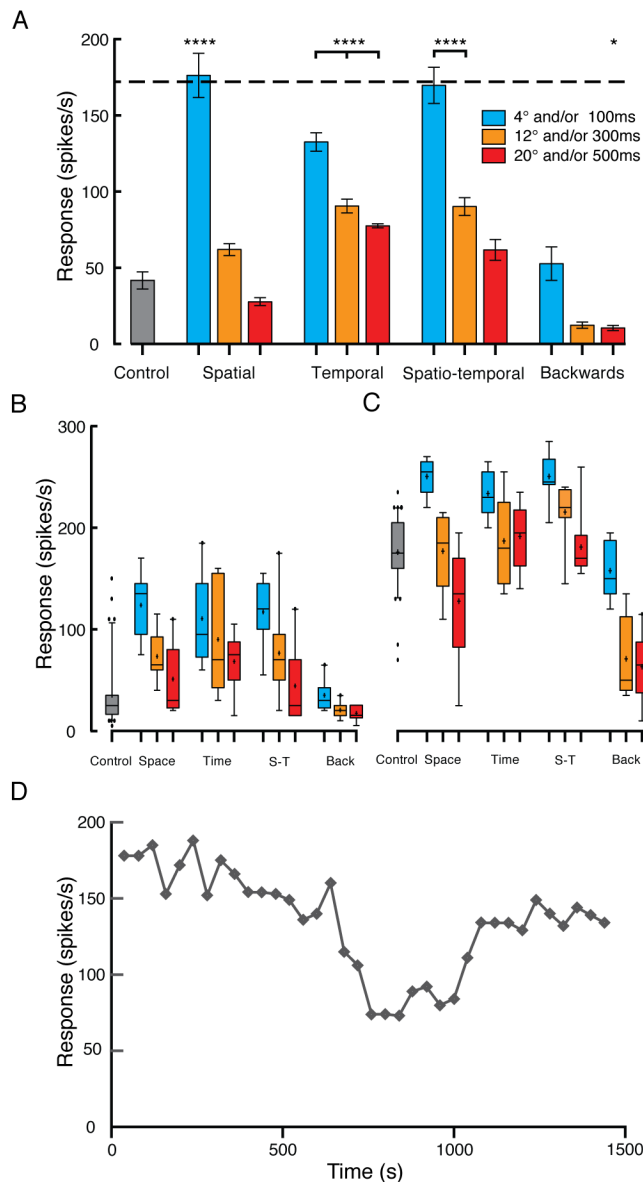 A
200
150
100
50
0
Response (spikes/s)
****
****
****
*
4° and/or 100ms
12° and/or 300ms
20° and/or 500ms
Control
Spatial
Temporal
Spatio-temporal
Backwards
B
C
300
200
100
0
Response (spikes/s)
Control
Space
Time
S-T
Back
Control
Space
Time
S-T
Back
D
200
150
100
50
0
Response (spikes/s)
0
500
1000
1500
Time (s)